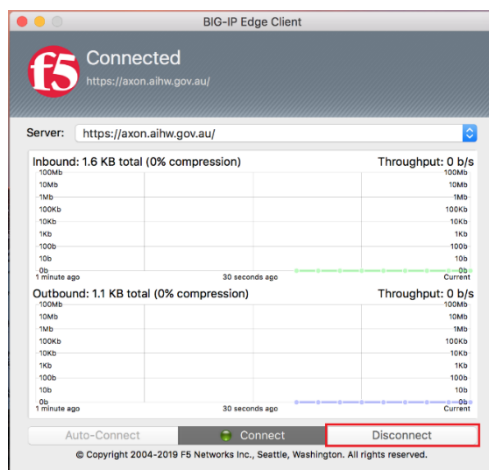 BIG-IP Edge Client
f5
Connected
https://axon.aihw.gov.au/
Server: https://axon.aihw.gov.au/
Inbound: 1.6 KB total (0% compression) Throughput: 0 b/s
100Mb 100Mb
10Mb 10Mb
1Mb 1Mb
100Kb 100Kb
10Kb 10Kb
1Kb 1Kb
100b 100b
10b 10b
0b 0b
1 minute ago 30 seconds ago Current
Outbound: 1.1 KB total (0% compression) Throughput: 0 b/s
100Mb 100Mb
10Mb 10Mb
1Mb 1Mb
100Kb 100Kb
10Kb 10Kb
1Kb 1Kb
100b 100b
10b 10b
0b 0b
1 minute ago 30 seconds ago Current
Auto-Connect Connect Disconnect
© Copyright 2004-2019 F5 Networks Inc., Seattle, Washington. All rights reserved.